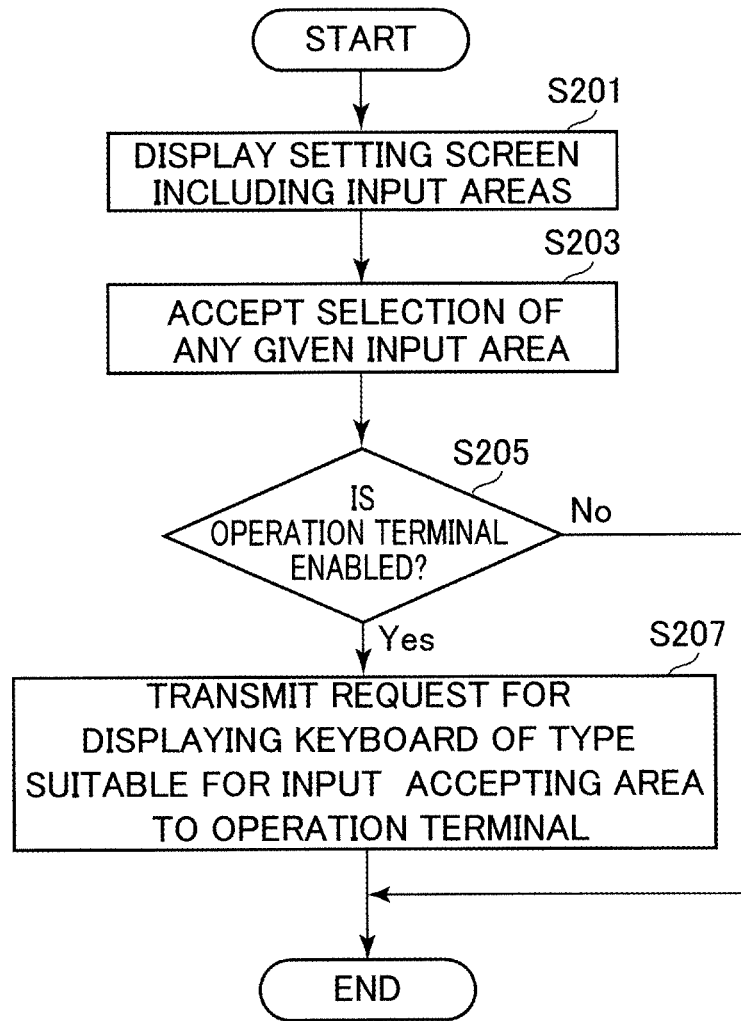 START
S201
DISPLAY SETTING SCREEN
INCLUDING INPUT AREAS
S203
ACCEPT SELECTION OF
ANY GIVEN INPUT AREA
S205
IS
OPERATION TERMINAL
ENABLED?
No
Yes
S207
TRANSMIT REQUEST FOR
DISPLAYING KEYBOARD OF TYPE
SUITABLE FOR INPUT ACCEPTING AREA
TO OPERATION TERMINAL
END